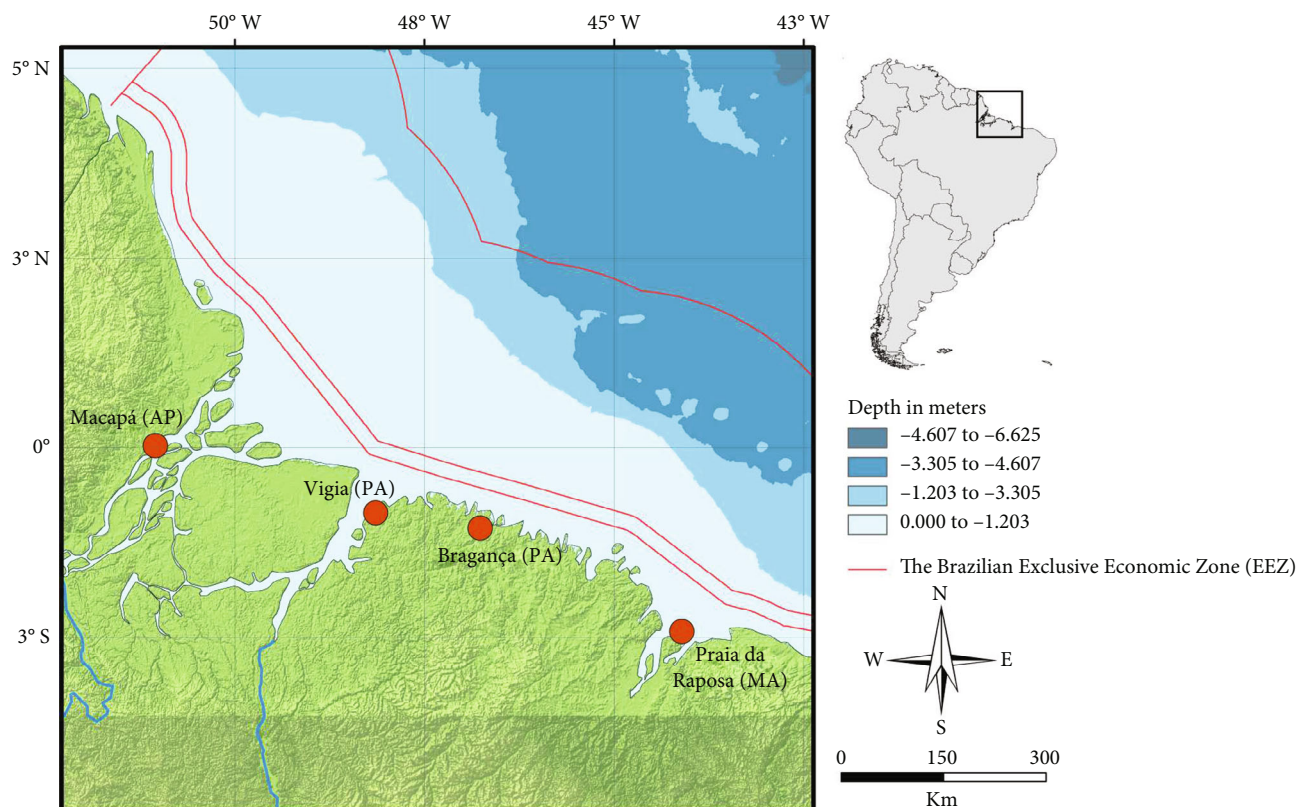 50° W
48° W
45° W
43° W
5° N
3° N
0°
3° S
Macapá (AP)
Vigia (PA)
Bragança (PA)
Praia da
Raposa (MA)
Depth in meters
–4.607 to –6.625
–3.305 to –4.607
–1.203 to –3.305
0.000 to –1.203
The Brazilian Exclusive Economic Zone (EEZ)
N
W
E
S
0
150
300
Km